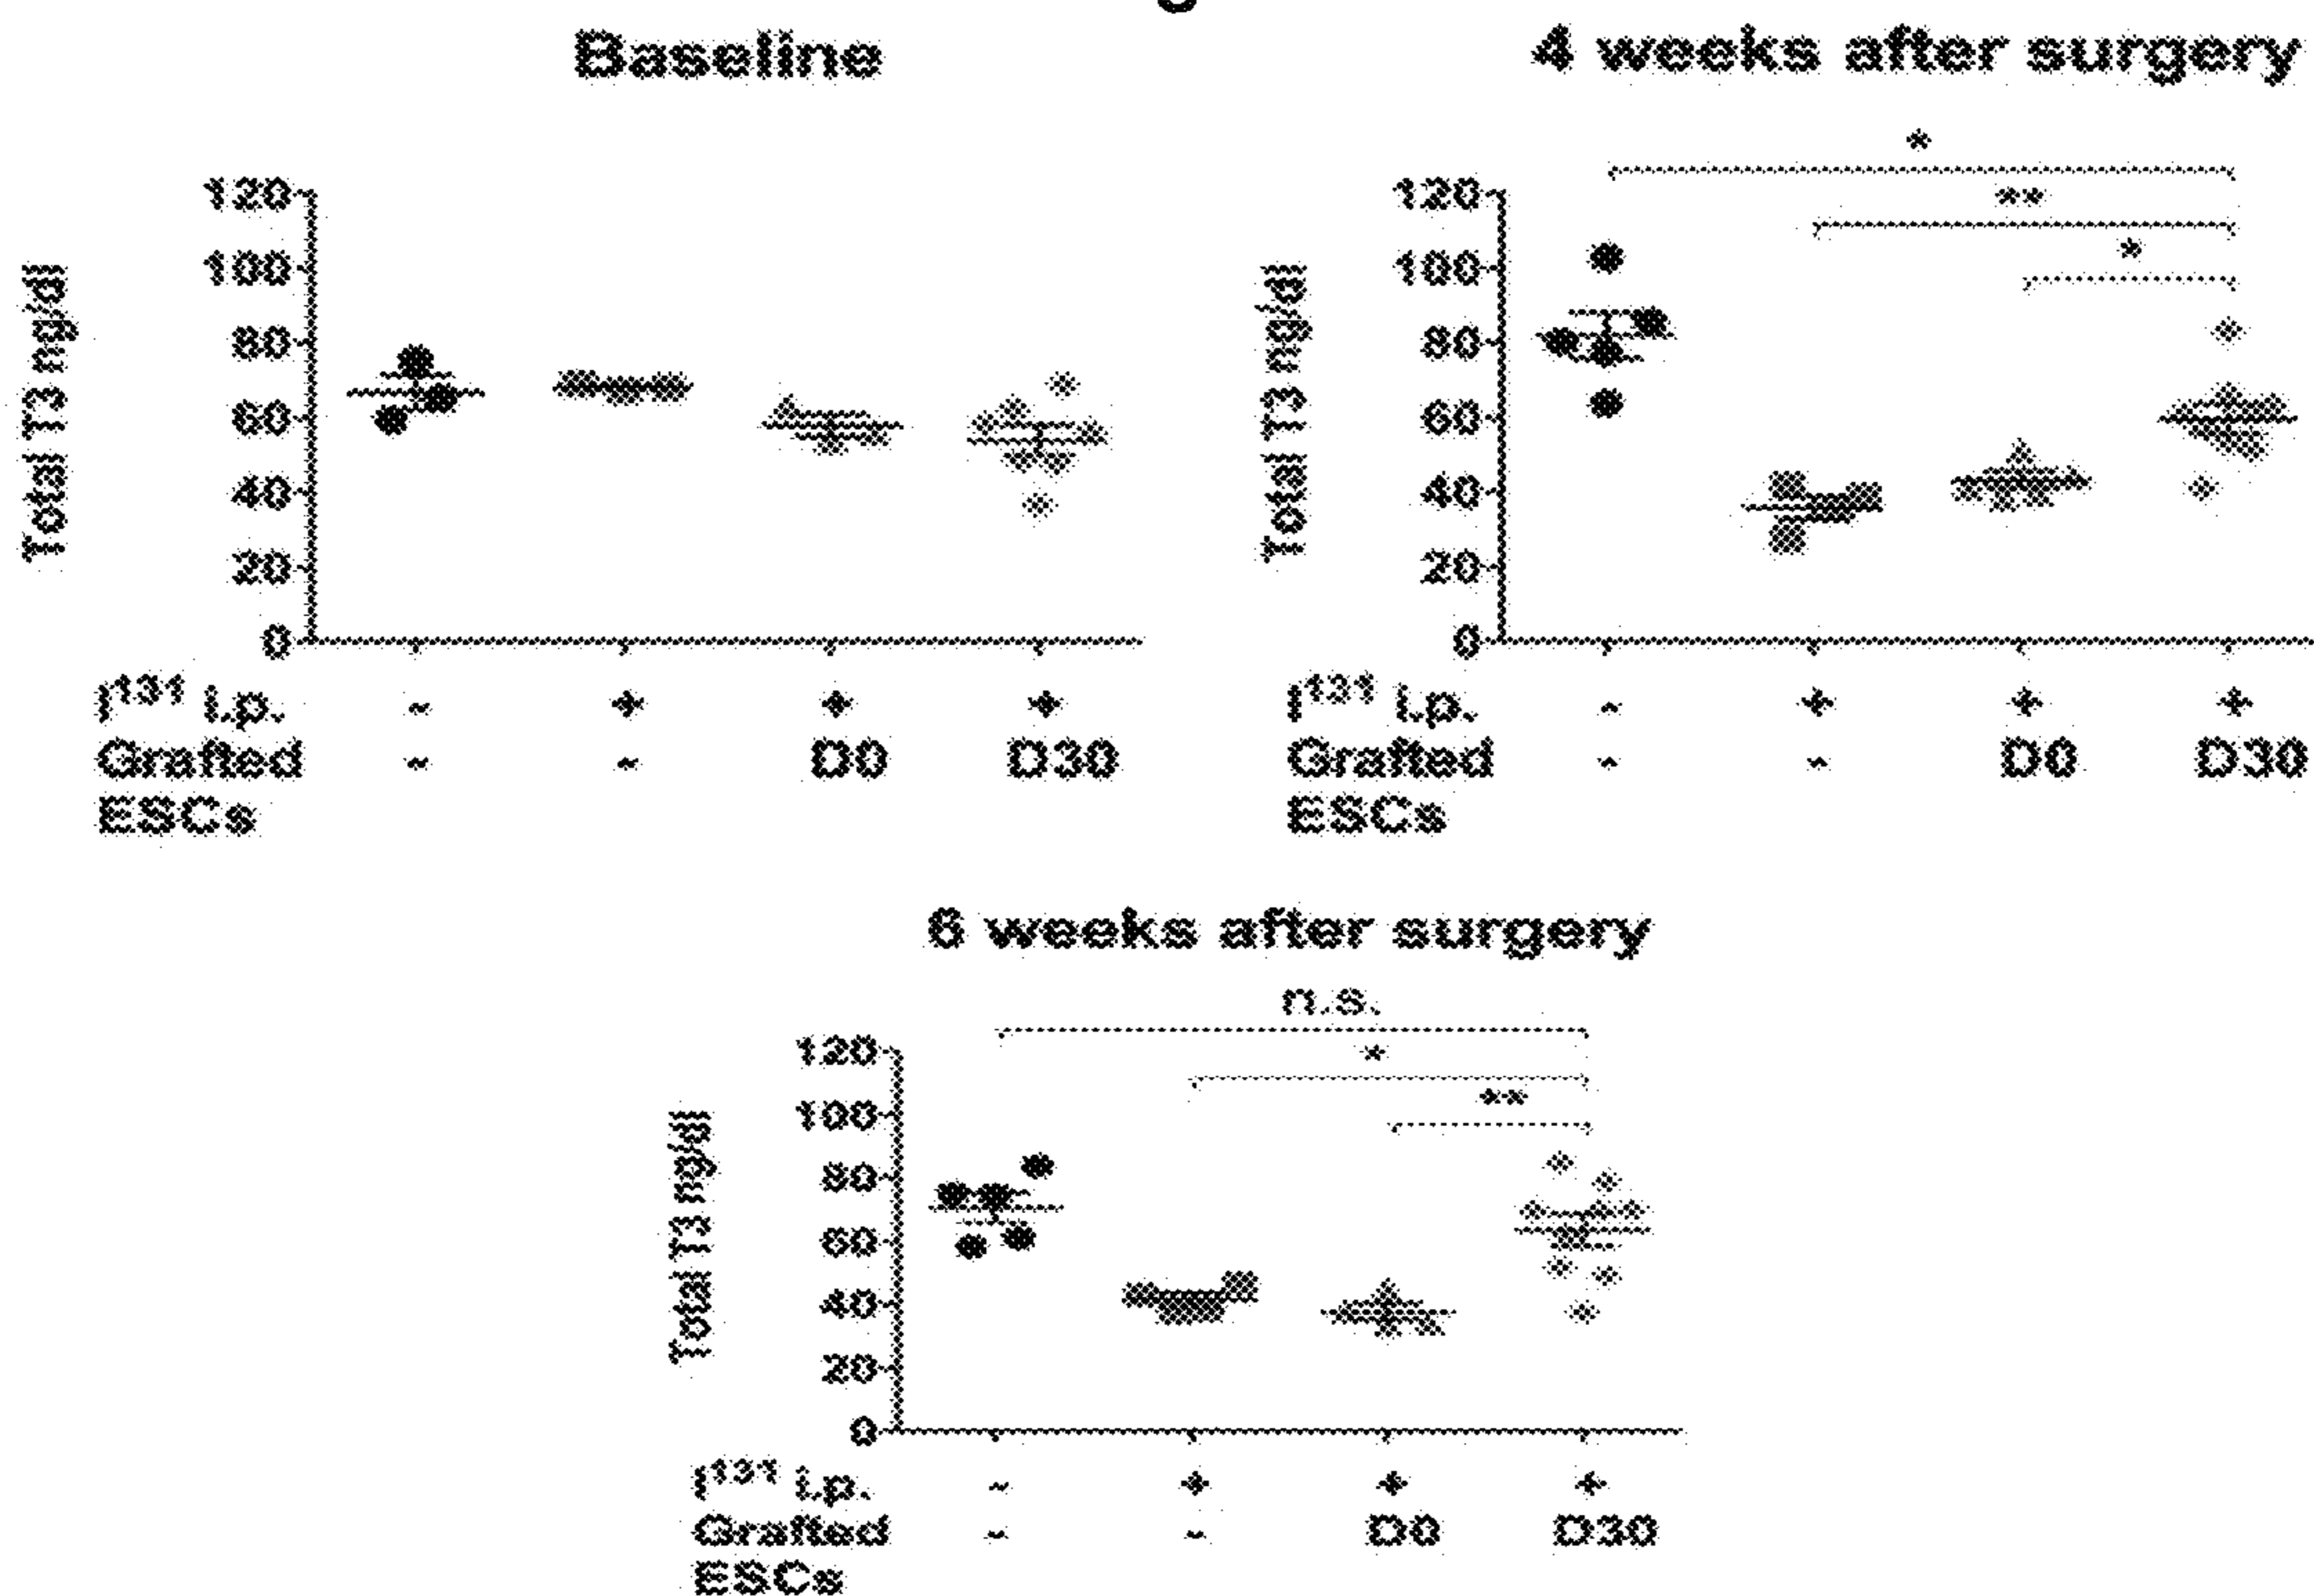 Baseline
120
100
80
60
40
20
0
Total T3 ng/dl
I131 i.p. - + + +
Grafted - - D0 D30
ESCs
4 weeks after surgery
*
**
*
120
100
80
60
40
20
0
Total T3 ng/dl
I131 i.p. - + + +
Grafted - - D0 D30
ESCs
6 weeks after surgery
n.s.
*
**
120
100
80
60
40
20
0
Total T3 ng/dl
I131 i.p. - + + +
Grafted - - D0 D30
ESCs